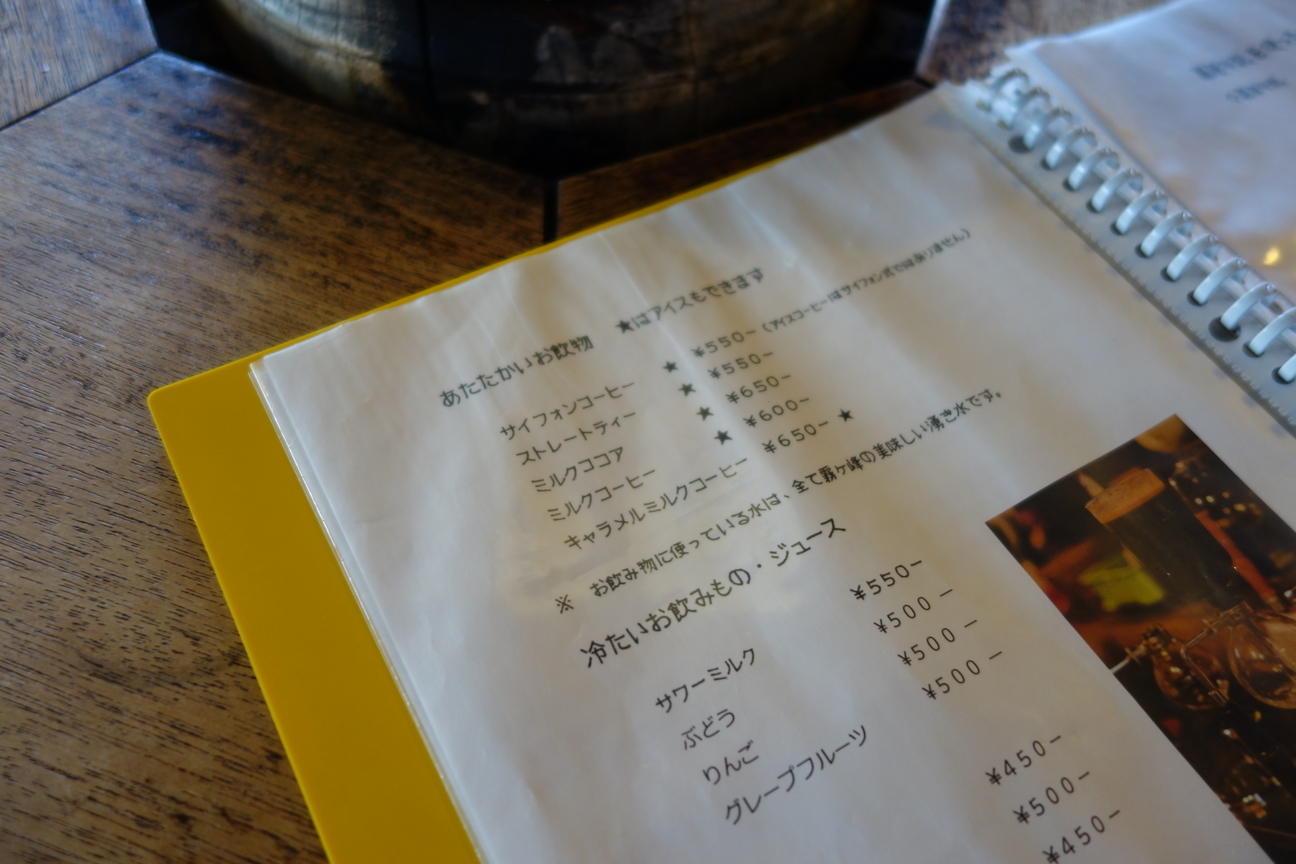 あたたかいお飲物　★はアイスもできます
サイフォンコーヒー　★　¥550−（アイスコーヒーはサイフォン式ではありません）
ストレートティー　★　¥550−
ミルクココア　★　¥650−
ミルクコーヒー　★　¥600−
キャラメルミルクコーヒー　¥650−　★
※　お飲み物に使っている水は、全て霧ヶ峰の美味しい湧き水です。
冷たいお飲みもの・ジュース
サワーミルク　¥550−
ぶどう　¥500−
りんご　¥500−
グレープフルーツ　¥500−
¥450−
¥500−
¥450−